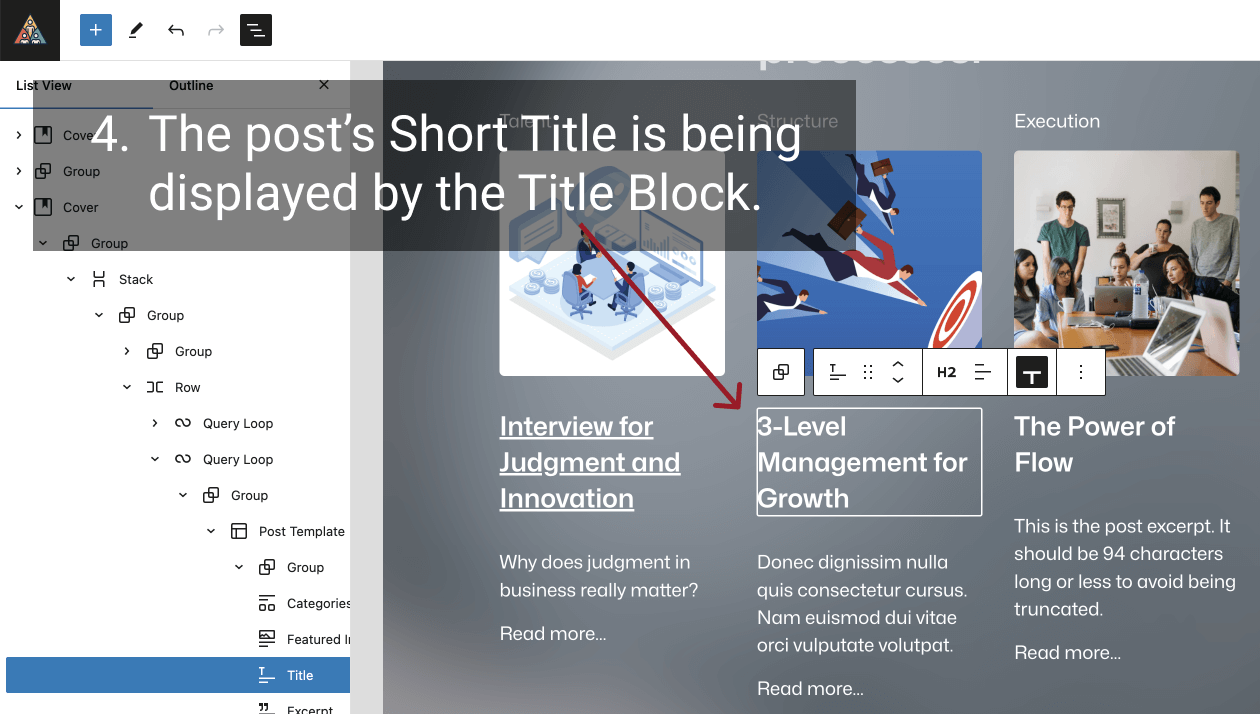 processes.
List View
Outline
Cover
4. The post’s Short Title is being
displayed by the Title Block.
Group
Cover
Group
Stack
Group
Group
Row
Query Loop
Query Loop
Group
Post Template
Group
Categories
Featured I
Title
Excerpt
Talent
Structure
Execution
H2
Interview for
Judgment and
Innovation
Why does judgment in
business really matter?
Read more...
3-Level
Management for
Growth
Donec dignissim nulla
quis consectetur cursus.
Nam euismod dui vitae
orci vulputate volutpat.
Read more...
The Power of
Flow
This is the post excerpt. It
should be 94 characters
long or less to avoid being
truncated.
Read more...